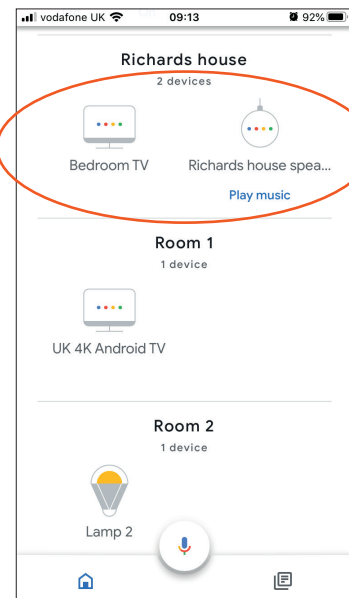 vodafone UK 09:13 92%
Richards house
2 devices
Bedroom TV Richards house spea...
Play music
Room 1
1 device
UK 4K Android TV
Room 2
1 device
Lamp 2